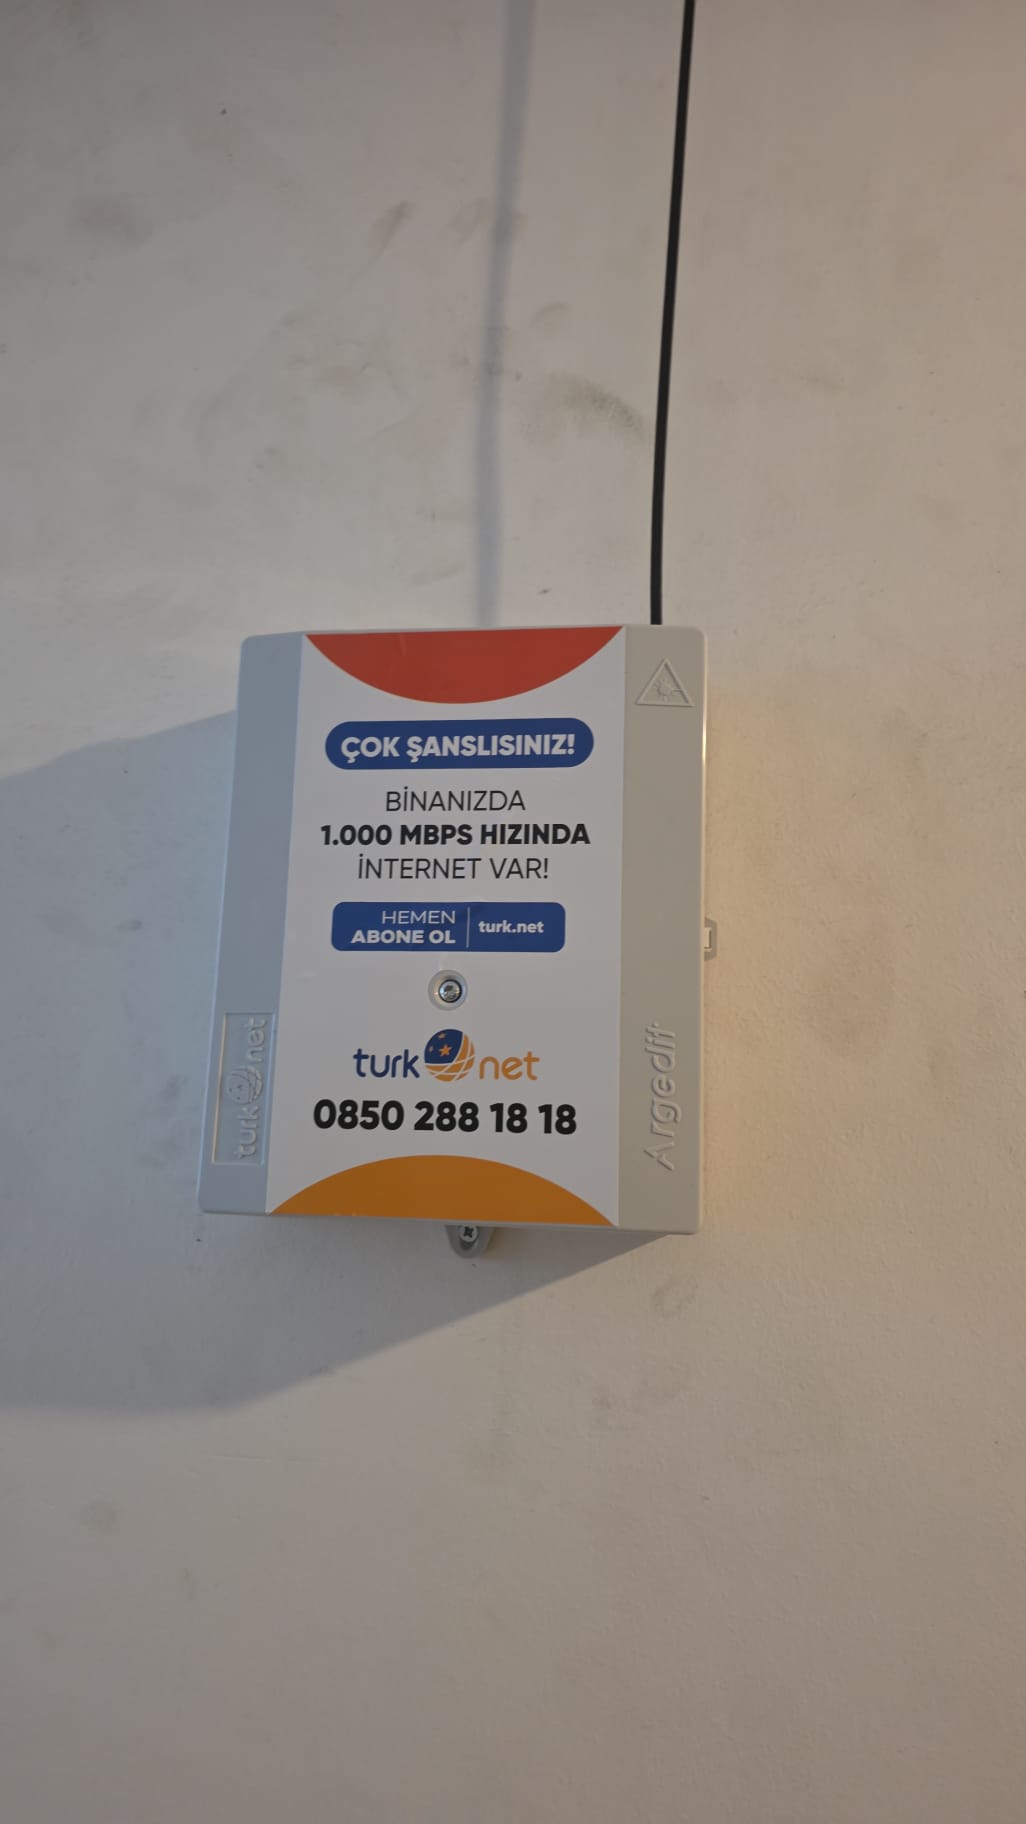 ÇOK ŞANSLISINIZ!
BİNANIZDA
1.000 MBPS HIZINDA
İNTERNET VAR!
HEMEN
ABONE OL
turk.net
turk net
0850 288 18 18
turk net
Argedit